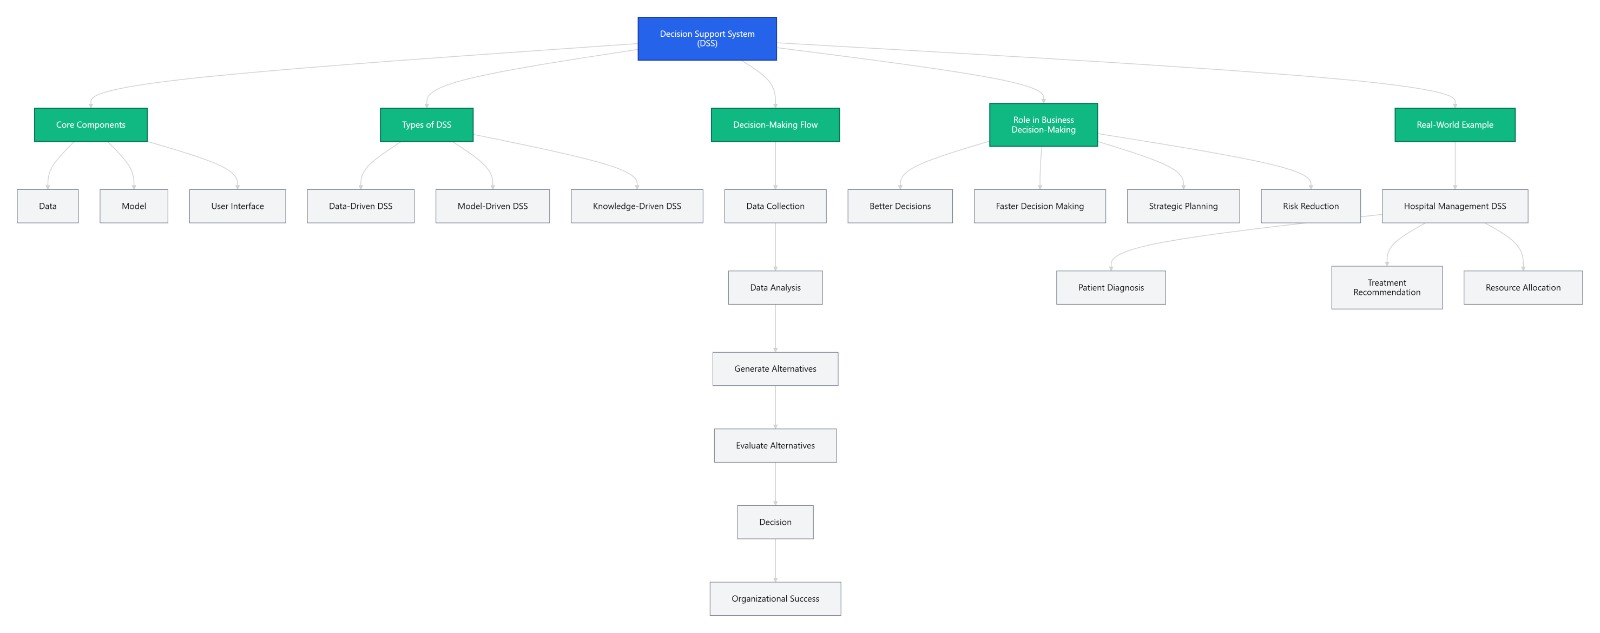 Decision Support System
(DSS)
Core Components
Types of DSS
Decision-Making Flow
Role in Business
Decision-Making
Real-World Example
Data
Model
User Interface
Data-Driven DSS
Model-Driven DSS
Knowledge-Driven DSS
Data Collection
Better Decisions
Faster Decision Making
Strategic Planning
Risk Reduction
Hospital Management DSS
Data Analysis
Patient Diagnosis
Treatment
Recommendation
Resource Allocation
Generate Alternatives
Evaluate Alternatives
Decision
Organizational Success